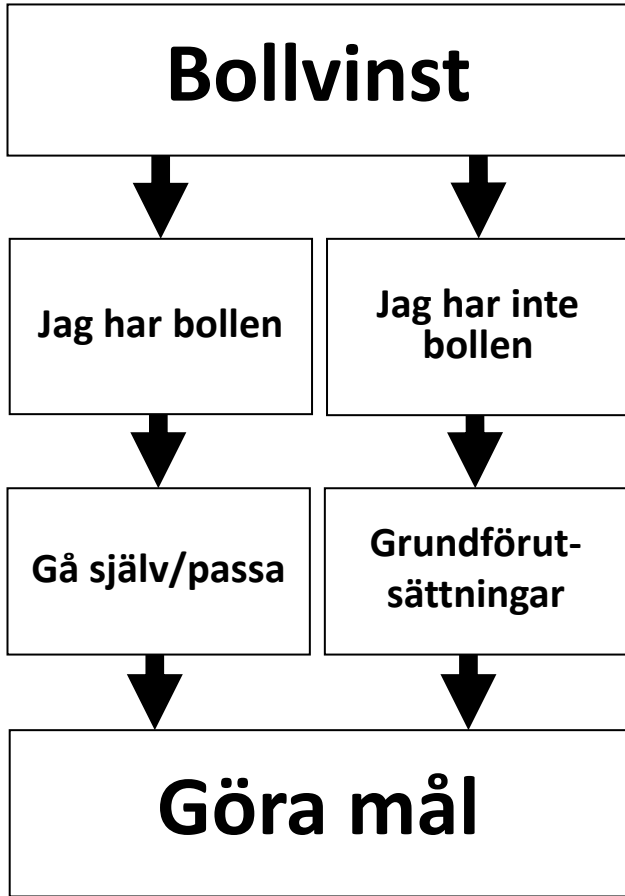 Bollvinst
Jag har bollen
Jag har inte
bollen
Gå själv/passa
Grundförut-
sättningar
Göra mål